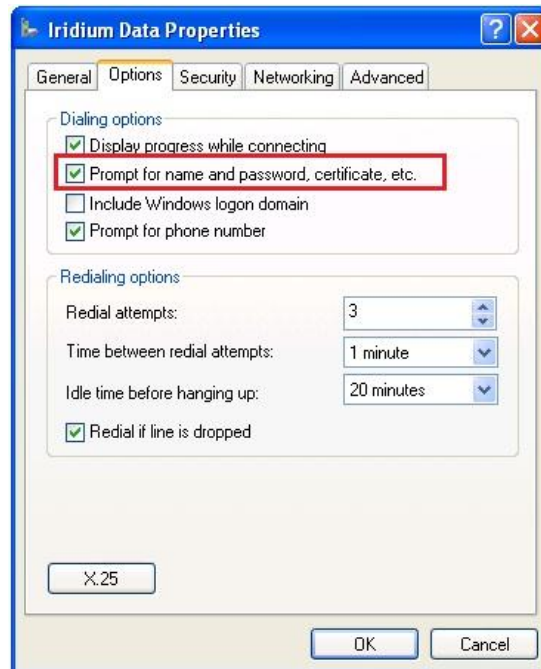 Iridium Data Properties
General Options Security Networking Advanced
Dialing options
Display progress while connecting
Prompt for name and password, certificate, etc.
Include Windows logon domain
Prompt for phone number
Redialing options
Redial attempts: 3
Time between redial attempts: 1 minute
Idle time before hanging up: 20 minutes
Redial if line is dropped
X.25
OK Cancel